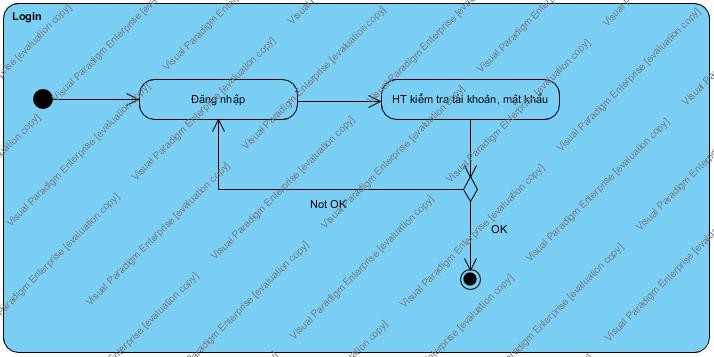 Login
Đăng nhập
HT kiểm tra tài khoản, mật khẩu
Not OK
OK
Visual Paradigm Enterprise [evaluation copy]